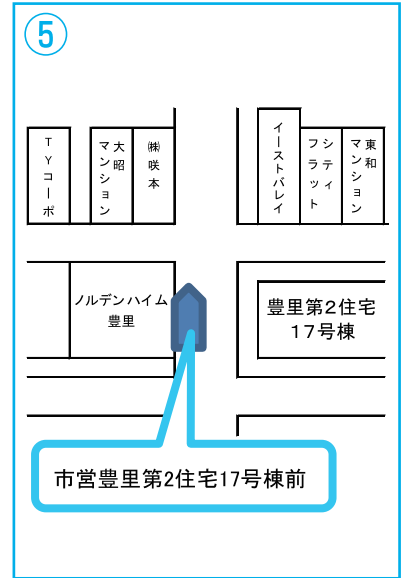 ⑤
TYコーポ
大昭
マンション
㈱咲本
イーストバレイ
シティ
フラット
東和
マンション
ノルデンハイム
豊里
豊里第2住宅
17号棟
市営豊里第2住宅17号棟前